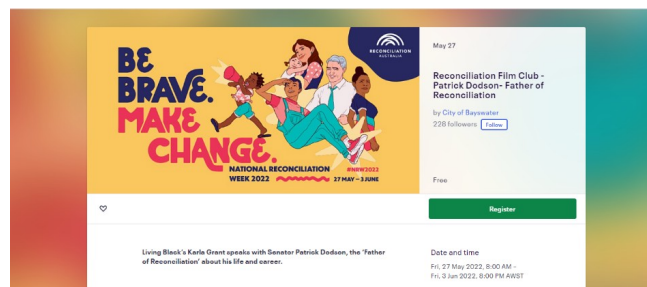 BE
BRAVE.
MAKE
CHANGE.
NATIONAL RECONCILIATION
WEEK 2022
#NRW2022
27 MAY – 3 JUNE
RECONCILIATION
AUSTRALIA
May 27
Reconciliation Film Club -
Patrick Dodson- Father of
Reconciliation
by City of Bayswater
228 followers Follow
Free
Register
Living Black's Karla Grant speaks with Senator Patrick Dodson, the 'Father
of Reconciliation' about his life and career.
Date and time
Fri, 27 May 2022, 8:00 AM –
Fri, 3 Jun 2022, 8:00 PM AWST